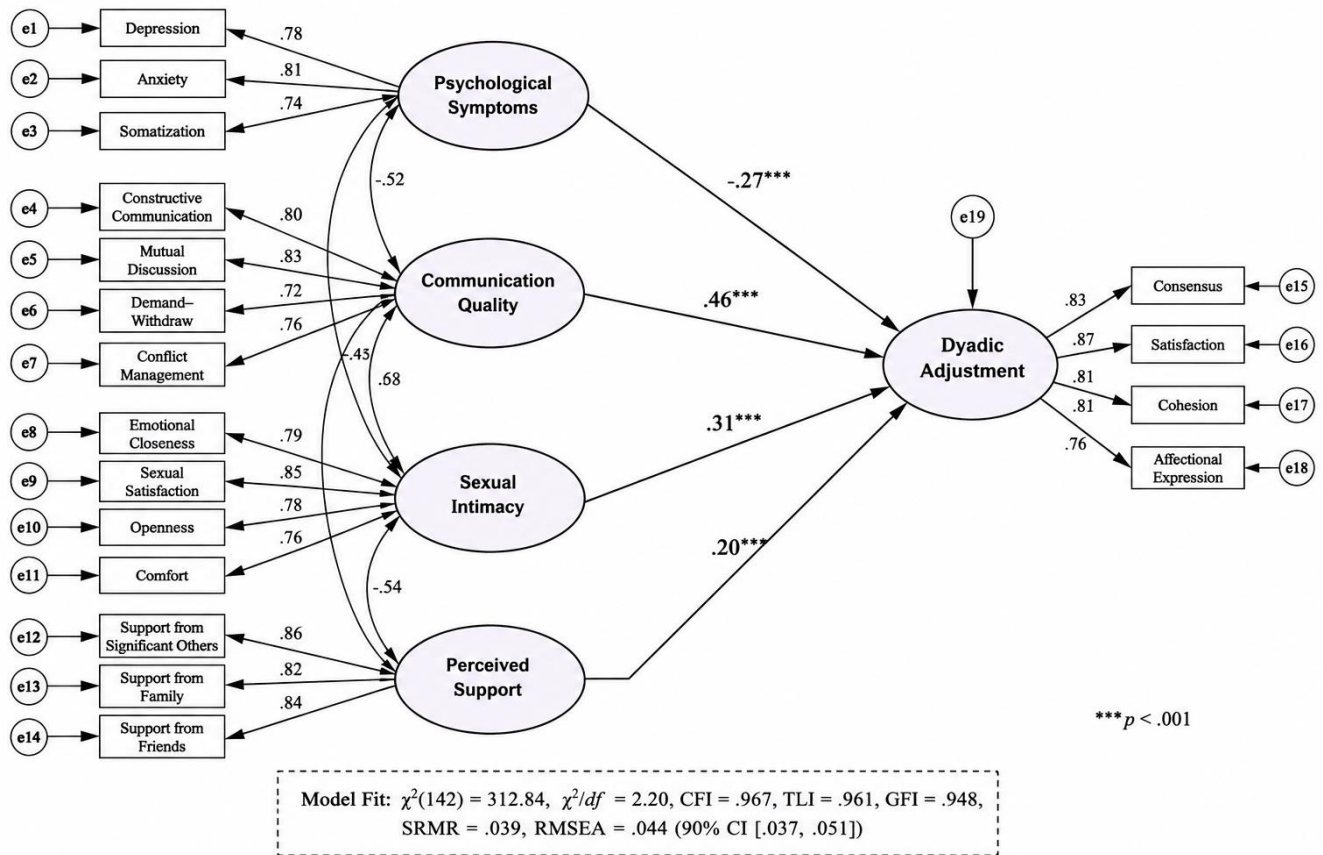 e1
Depression
.78
e2
Anxiety
.81
e3
Somatization
.74
Psychological
Symptoms
-.27***
-.52
e4
Constructive
Communication
.80
e5
Mutual
Discussion
.83
e6
Demand–
Withdraw
.72
e7
Conflict
Management
.76
Communication
Quality
.46***
-.45
.68
e8
Emotional
Closeness
.79
e9
Sexual
Satisfaction
.85
e10
Openness
.78
e11
Comfort
.76
Sexual
Intimacy
.31***
-.54
e12
Support from
Significant Others
.86
e13
Support from
Family
.82
e14
Support from
Friends
.84
Perceived
Support
.20***
e19
Dyadic
Adjustment
.83
Consensus
e15
.87
Satisfaction
e16
.81
.81
Cohesion
e17
.76
Affectional
Expression
e18
***p < .001
Model Fit: χ²(142) = 312.84, χ²/df = 2.20, CFI = .967, TLI = .961, GFI = .948,
SRMR = .039, RMSEA = .044 (90% CI [.037, .051])